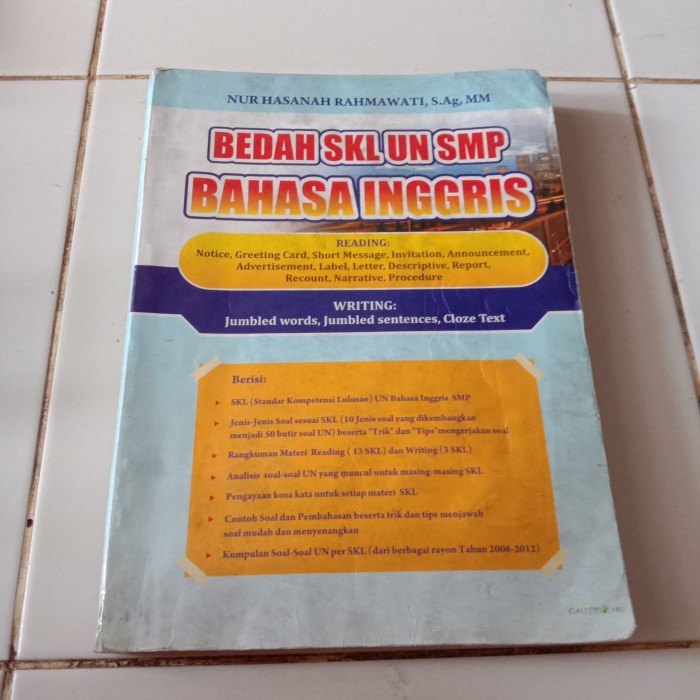 NUR HASANAH RAHMAWATI, S.Ag, MM
BEDAH SKL UN SMP
BAHASA INGGRIS
READING:
Notice, Greeting Card, Short Message, Invitation, Announcement,
Advertisement, Label, Letter, Descriptive, Report,
Recount, Narrative, Procedure
WRITING:
Jumbled words, Jumbled sentences, Cloze Text
Berisi:
SKL (Standar Kompetensi Lulusan) UN Bahasa Inggris SMP
Jenis-Jenis Soal sesuai SKL (10 Jenis soal yang dikembangkan
menjadi 50 butir soal UN) beserta "Trik" dan "Tips"mengerjakan soal
Rangkuman Materi Reading ( 13 SKL) dan Writing (3 SKL)
Analisis soal-soal UN yang muncul untuk masing-masing SKL
Pengayaan kosa kata untuk setiap materi SKL
Contoh Soal dan Pembahasan beserta trik dan tips menjawab
soal mudah dan menyenangkan
Kumpulan Soal-Soal UN per SKL (dari berbagai rayon Tahun 2006-2012)